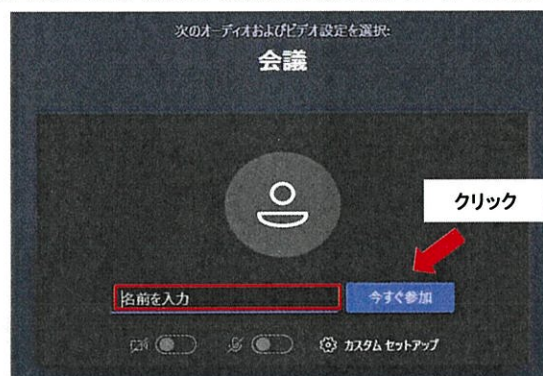 次のオーディオおよびビデオ設定を選択:
会議
クリック
名前を入力
今すぐ参加
カスタム セットアップ